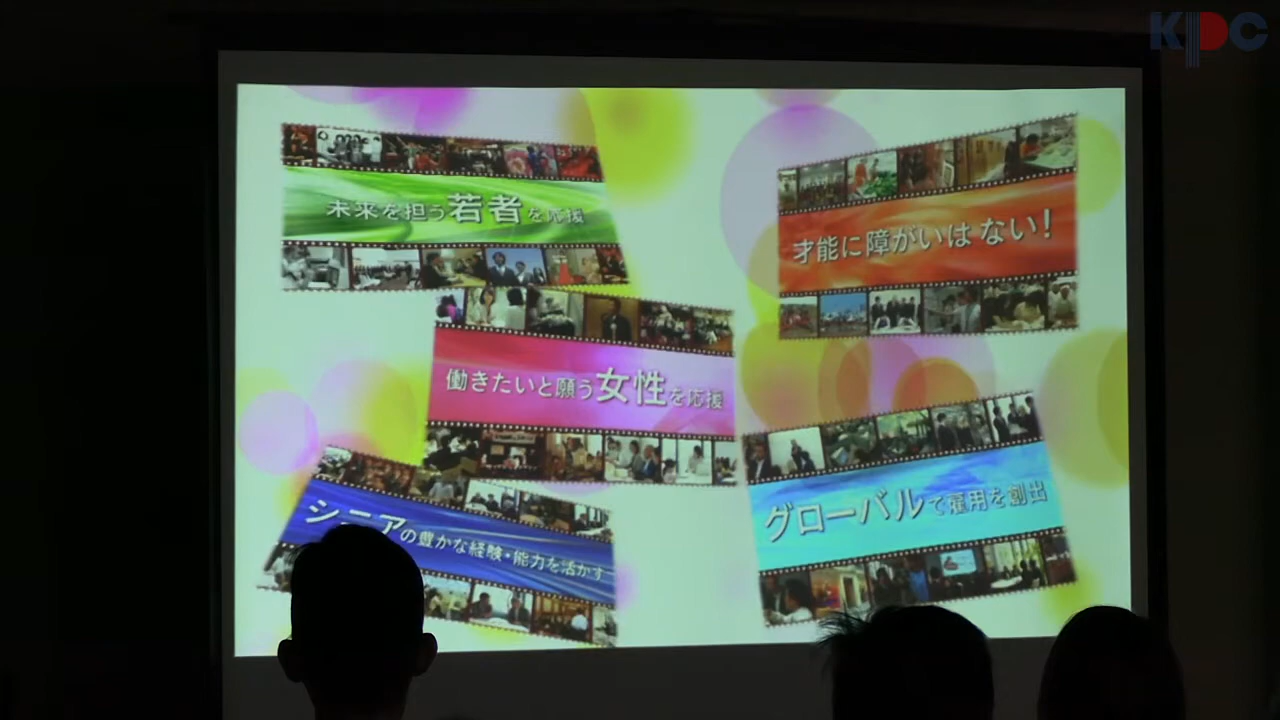 KPC
未来を担う若者を応援
才能に障がいはない！
働きたいと願う女性を応援
シニアの豊かな経験・能力を活かす
グローバルで雇用を創出